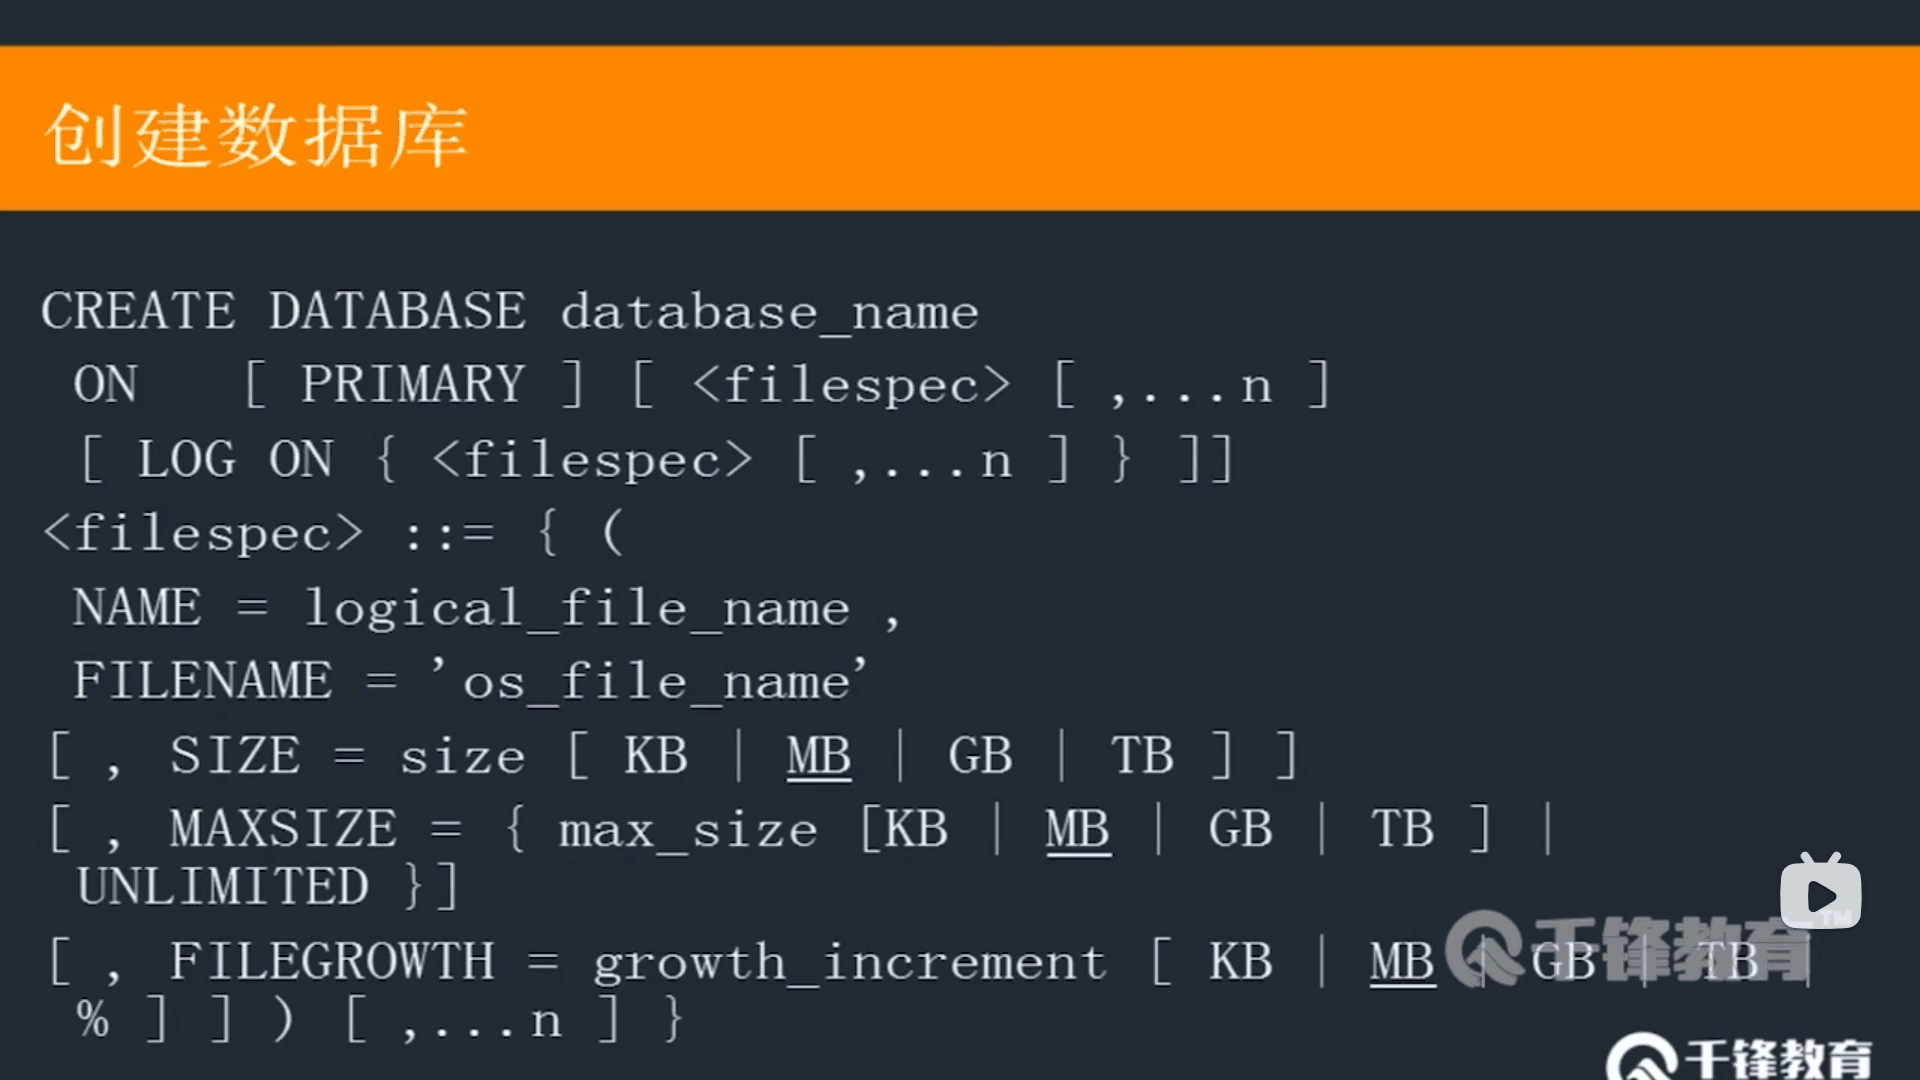 创建数据库
CREATE DATABASE database_name
ON [ PRIMARY ] [ <filespec> [ ,...n ]
[ LOG ON { <filespec> [ ,...n ] } ]]
<filespec> ::= { (
NAME = logical_file_name ,
FILENAME = 'os_file_name'
[ , SIZE = size [ KB | MB | GB | TB ] ]
[ , MAXSIZE = { max_size [KB | MB | GB | TB ] |
UNLIMITED }]
[ , FILEGROWTH = growth_increment [ KB | MB | GB | TB |
% ] ] ) [ ,...n ] }
千锋教育™
千锋教育